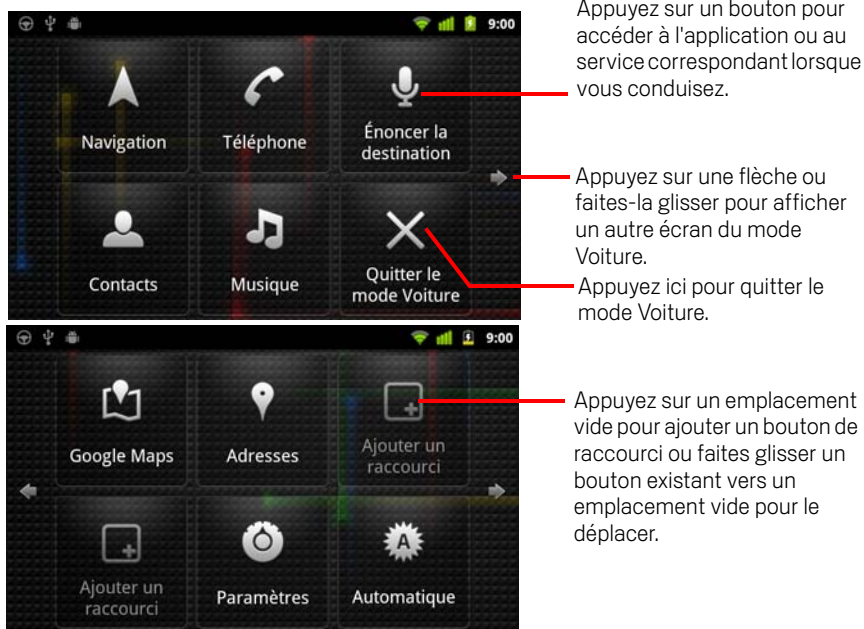 9:00
Navigation
Téléphone
Énoncer la
destination
Contacts
Musique
Quitter le
mode Voiture
Appuyez sur un bouton pour
accéder à l'application ou au
service correspondant lorsque
vous conduisez.
Appuyez sur une flèche ou
faites-la glisser pour afficher
un autre écran du mode
Voiture.
Appuyez ici pour quitter le
mode Voiture.
9:00
Google Maps
Adresses
Ajouter un
raccourci
Ajouter un
raccourci
Paramètres
A
Automatique
Appuyez sur un emplacement
vide pour ajouter un bouton de
raccourci ou faites glisser un
bouton existant vers un
emplacement vide pour le
déplacer.